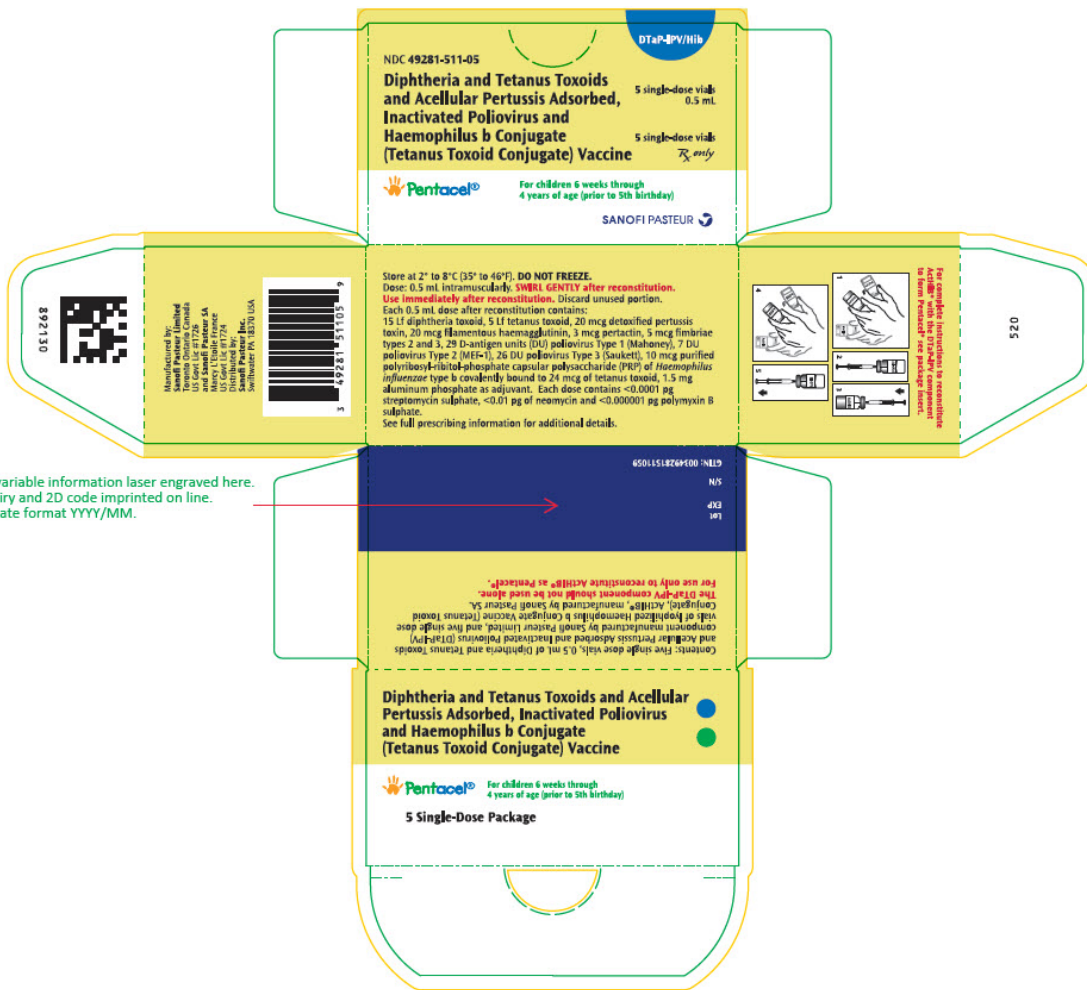 DTaP-IPV/Hib
NDC 49281-511-05
Diphtheria and Tetanus Toxoids
and Acellular Pertussis Adsorbed,
Inactivated Poliovirus and
Haemophilus b Conjugate
(Tetanus Toxoid Conjugate) Vaccine
5 single-dose vials
0.5 mL
5 single-dose vials
Rx only
Pentacel®
For children 6 weeks through
4 years of age (prior to 5th birthday)
SANOFI PASTEUR
892130
Manufactured by:
Sanofi Pasteur Limited
Toronto Ontario Canada
US Govt Lic #1726
and Sanofi Pasteur SA
Marcy L'Etoile France
US Govt Lic #1724
Distributed by:
Sanofi Pasteur Inc.
Swiftwater PA 18370 USA
3 49281 51105 9
Store at 2° to 8°C (35° to 46°F). DO NOT FREEZE.
Dose: 0.5 mL intramuscularly. SWIRL GENTLY after reconstitution.
Use immediately after reconstitution. Discard unused portion.
Each 0.5 mL dose after reconstitution contains:
15 Lf diphtheria toxoid, 5 Lf tetanus toxoid, 20 mcg detoxified pertussis
toxin, 20 mcg filamentous haemagglutinin, 3 mcg pertactin, 5 mcg fimbriae
types 2 and 3, 29 D-antigen units (DU) poliovirus Type 1 (Mahoney), 7 DU
poliovirus Type 2 (MEF-1), 26 DU poliovirus Type 3 (Saukett), 10 mcg purified
polyribosyl-ribitol-phosphate capsular polysaccharide (PRP) of Haemophilus
influenzae type b covalently bound to 24 mcg of tetanus toxoid, 1.5 mg
aluminum phosphate as adjuvant. Each dose contains <0.0001 pg
streptomycin sulphate, <0.01 pg of neomycin and <0.000001 pg polymyxin B
sulphate.
See full prescribing information for additional details.
For complete instructions to reconstitute
ActHIB® with the DTaP-IPV component
to form Pentacel® see package insert.
1
2
3
4
5
520
variable information laser engraved here.
iry and 2D code imprinted on line.
ate format YYYY/MM.
Lot
EXP
S/N
GTIN: 00349281511059
Contents: Five single dose vials, 0.5 mL of Diphtheria and Tetanus Toxoids
and Acellular Pertussis Adsorbed and Inactivated Poliovirus (DTaP-IPV)
component manufactured by Sanofi Pasteur Limited, and five single dose
vials of lyophilized Haemophilus b Conjugate Vaccine (Tetanus Toxoid
Conjugate), ActHIB®, manufactured by Sanofi Pasteur SA.
The DTaP-IPV component should not be used alone.
For use only to reconstitute ActHIB® as Pentacel®.
Diphtheria and Tetanus Toxoids and Acellular
Pertussis Adsorbed, Inactivated Poliovirus
and Haemophilus b Conjugate
(Tetanus Toxoid Conjugate) Vaccine
Pentacel®
For children 6 weeks through
4 years of age (prior to 5th birthday)
5 Single-Dose Package